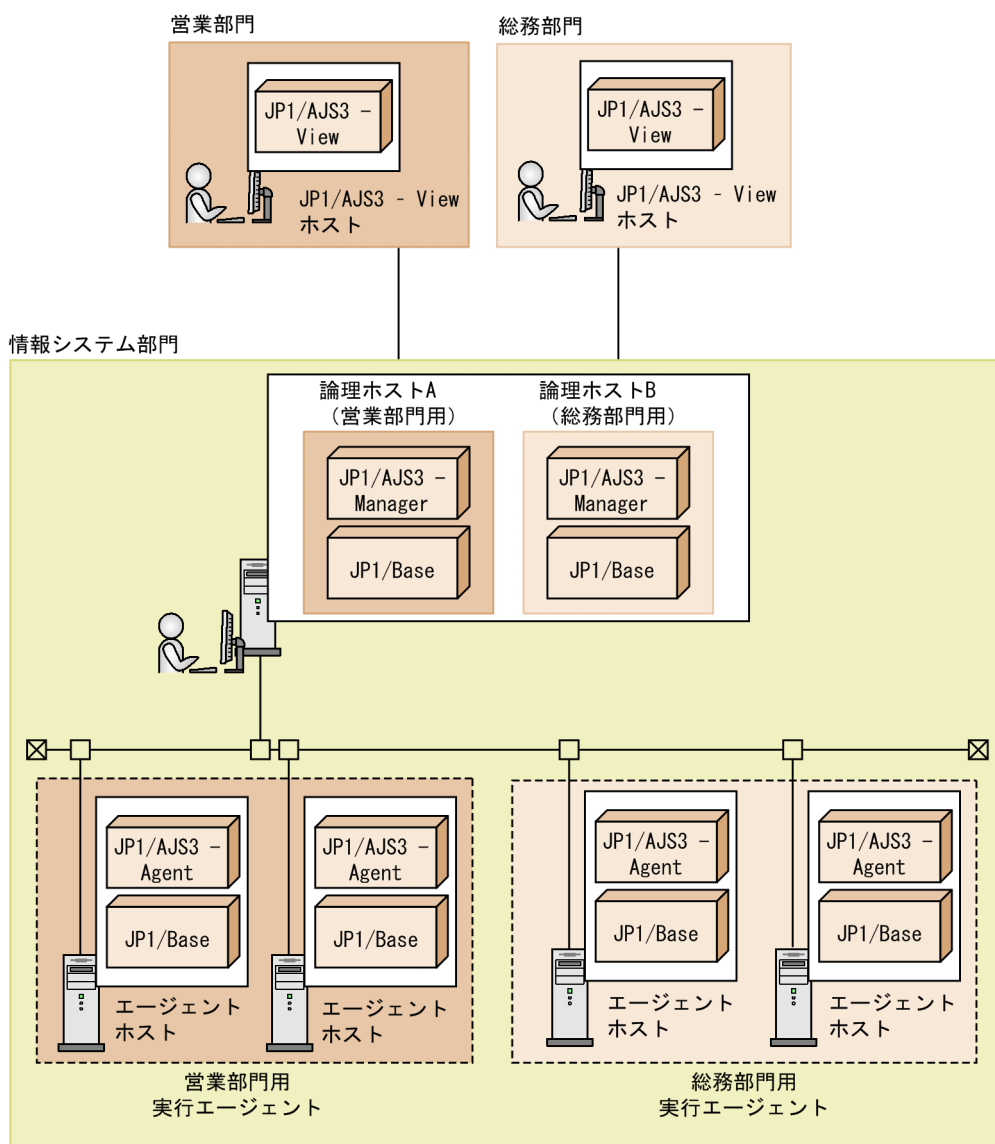 営業部門
総務部門
JP1/AJS3 -
View
JP1/AJS3 -
View
JP1/AJS3 - View
ホスト
JP1/AJS3 - View
ホスト
情報システム部門
論理ホストA
(営業部門用)
論理ホストB
(総務部門用)
JP1/AJS3 -
Manager
JP1/AJS3 -
Manager
JP1/Base
JP1/Base
JP1/AJS3 -
Agent
JP1/AJS3 -
Agent
JP1/AJS3 -
Agent
JP1/AJS3 -
Agent
JP1/Base
JP1/Base
JP1/Base
JP1/Base
エージェント
ホスト
エージェント
ホスト
エージェント
ホスト
エージェント
ホスト
営業部門用
実行エージェント
総務部門用
実行エージェント